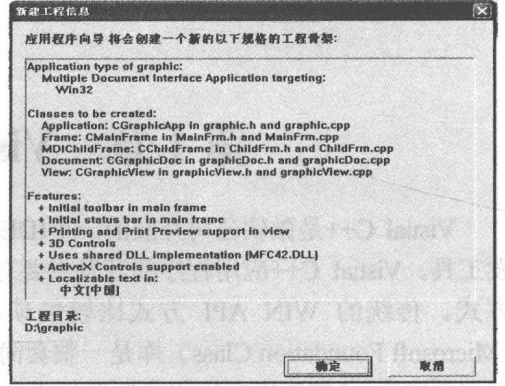 新建工程信息
应用程序向导 将会创建一个新的以下规格的工程骨架:
Application type of graphic:
Multiple Document Interface Application targeting:
Win32
Classes to be created:
Application: CGraphicApp in graphic.h and graphic.cpp
Frame: CMainFrame in MainFrm.h and MainFrm.cpp
MDIChildFrame: CChildFrame in ChildFrm.h and ChildFrm.cpp
Document: CGraphicDoc in graphicDoc.h and graphicDoc.cpp
View: CGraphicView in graphicView.h and graphicView.cpp
Features:
+ Initial toolbar in main frame
+ Initial status bar in main frame
+ Printing and Print Preview support in view
+ 3D Controls
+ Uses shared DLL implementation (MFC42.DLL)
+ ActiveX Controls support enabled
+ Localizable text in:
中文[中国]
工程目录:
D:\graphic
确定
取消